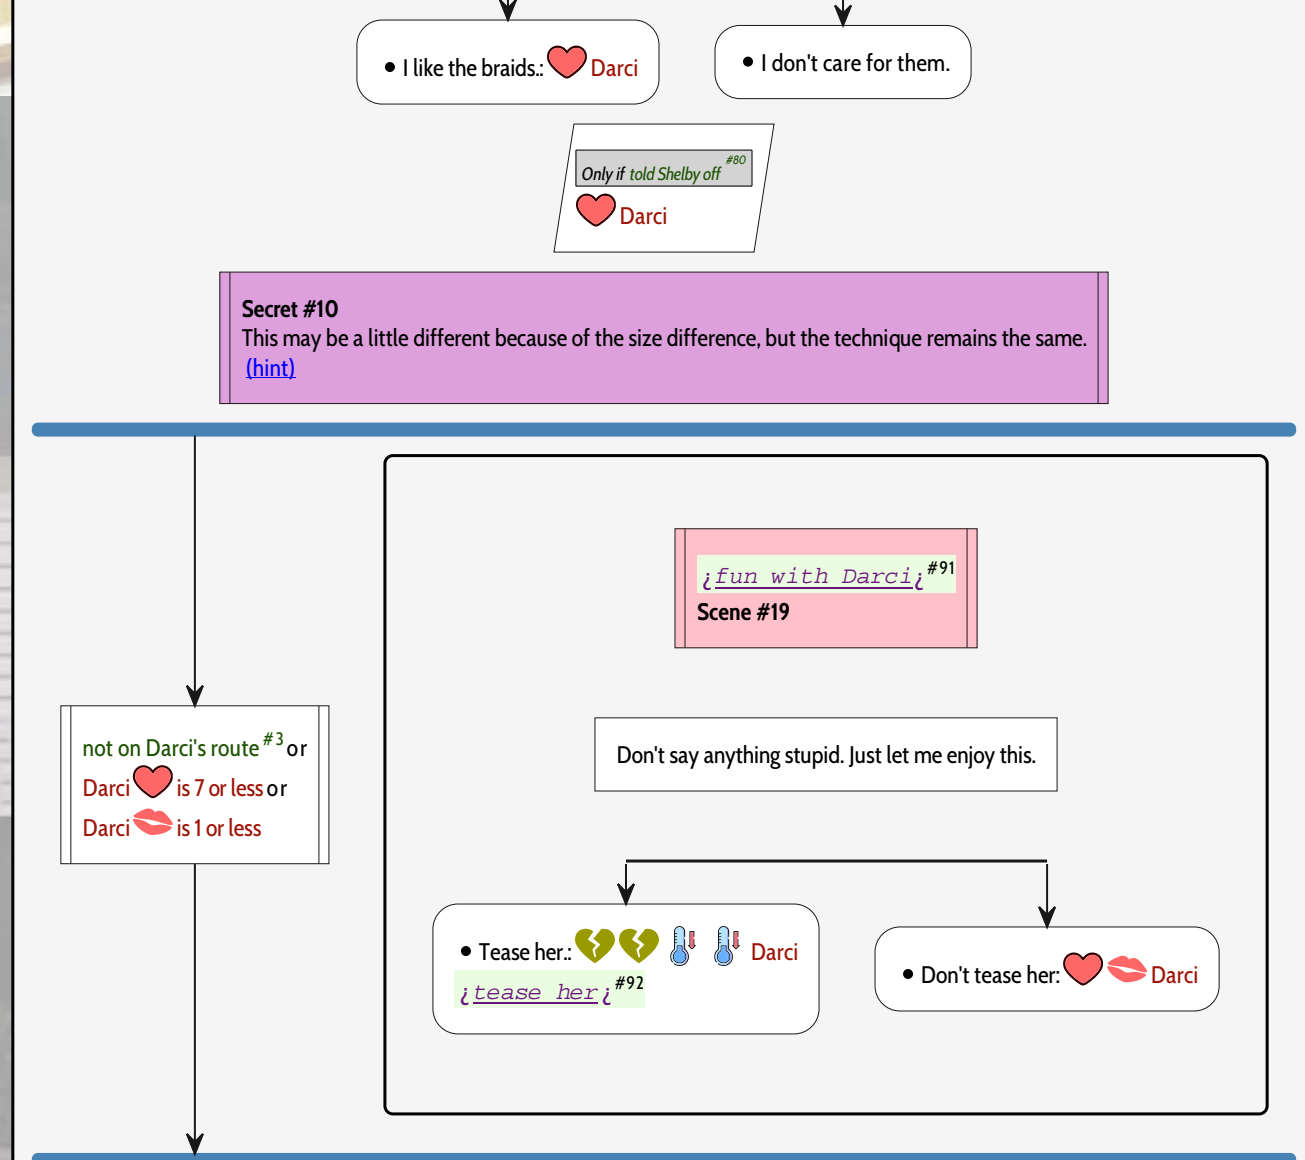 • I like the braids.: Darci
• I don't care for them.
Only if told Shelby off #80
Darci
Secret #10
This may be a little different because of the size difference, but the technique remains the same.
(hint)
¿fun with Darci¿ #91
Scene #19
not on Darci's route #3 or
Darci is 7 or less or
Darci is 1 or less
Don't say anything stupid. Just let me enjoy this.
• Tease her.: Darci
¿tease her¿ #92
• Don't tease her: Darci